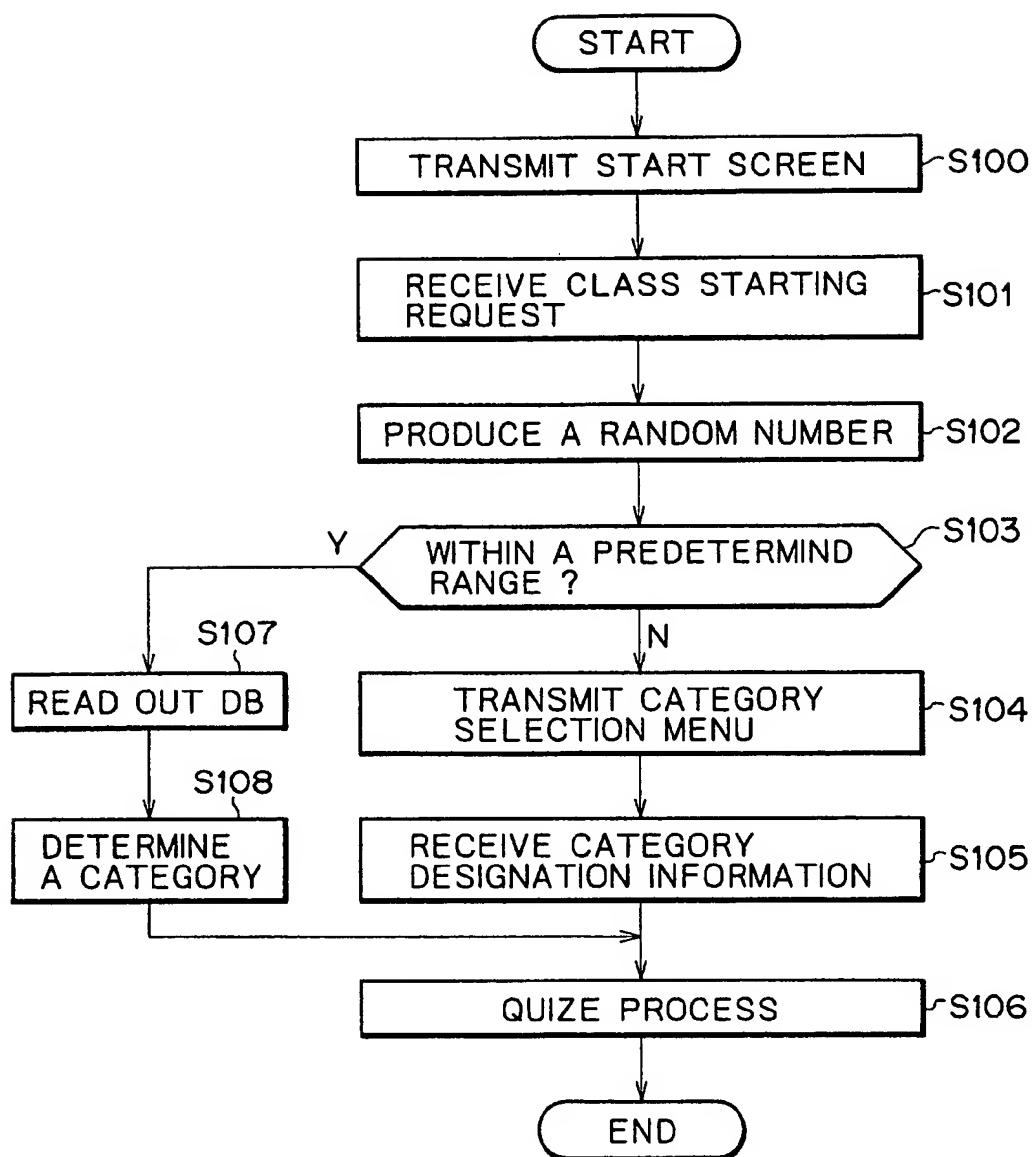 START
TRANSMIT START SCREEN
S100
RECEIVE CLASS STARTING
REQUEST
S101
PRODUCE A RANDOM NUMBER
S102
WITHIN A PREDETERMIND
RANGE ?
S103
Y
N
S107
READ OUT DB
TRANSMIT CATEGORY
SELECTION MENU
S104
S108
DETERMINE
A CATEGORY
RECEIVE CATEGORY
DESIGNATION INFORMATION
S105
QUIZE PROCESS
S106
END